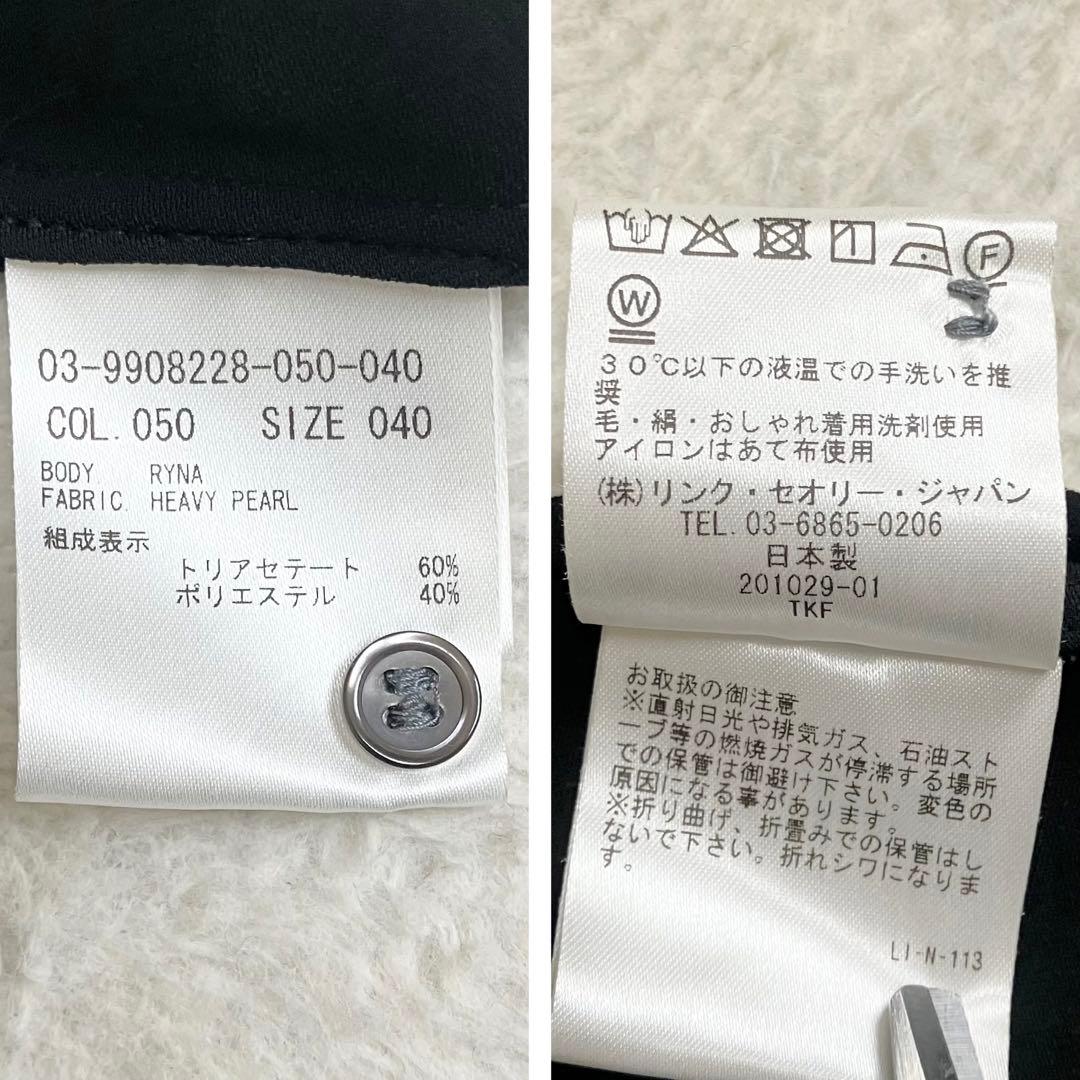 03-9908228-050-040
COL. 050 SIZE 040
BODY. RYNA
FABRIC. HEAVY PEARL
組成表示
トリアセテート 60%
ポリエステル 40%
1
F
W
30℃以下の液温での手洗いを推
奨
毛・絹・おしゃれ着用洗剤使用
アイロンはあて布使用
(株)リンク・セオリー・ジャパン
TEL.03-6865-0206
日本製
201029-01
TKF
お取扱の御注意
※直射日光や排気ガス、石油スト
ーブ等の燃焼ガスが停滞する場所
での保管は御避け下さい。変色の
原因になる事があります。
※折り曲げ、折畳みでの保管はし
ないで下さい。折れシワになりま
す。
LI-N-113